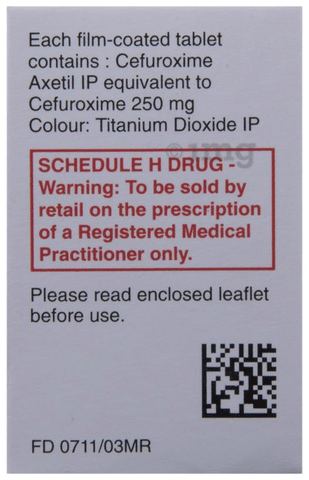 Each film-coated tablet
contains : Cefuroxime
Axetil IP equivalent to
Cefuroxime 250 mg
Colour: Titanium Dioxide IP
1mg
SCHEDULE H DRUG -
Warning: To be sold by
retail on the prescription
of a Registered Medical
Practitioner only.
Please read enclosed leaflet
before use.
FD 0711/03MR